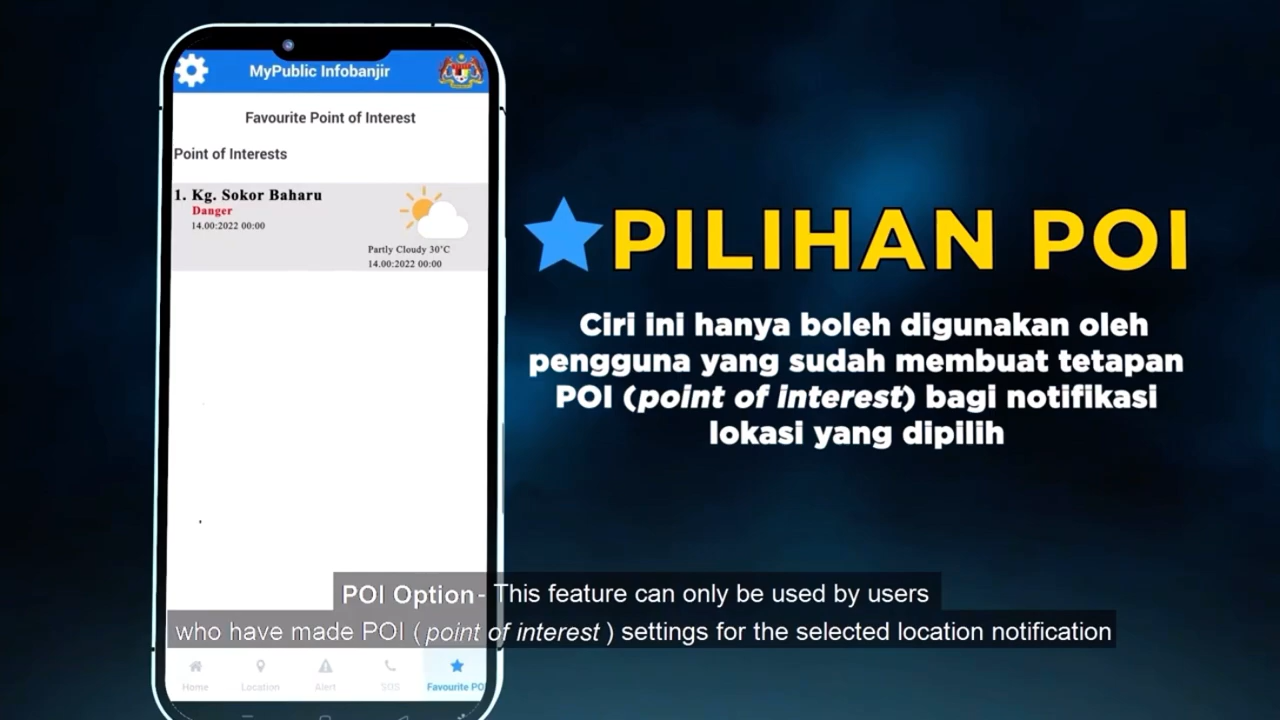 MyPublic Infobanjir
Favourite Point of Interest
Point of Interests
1. Kg. Sokor Baharu
Danger
14.00:2022 00:00
Partly Cloudy 30°C
14.00:2022 00:00
PILIHAN POI
Ciri ini hanya boleh digunakan oleh
pengguna yang sudah membuat tetapan
POI (point of interest) bagi notifikasi
lokasi yang dipilih
POI Option - This feature can only be used by users
who have made POI ( point of interest ) settings for the selected location notification
Home Location Alert SOS Favourite PO